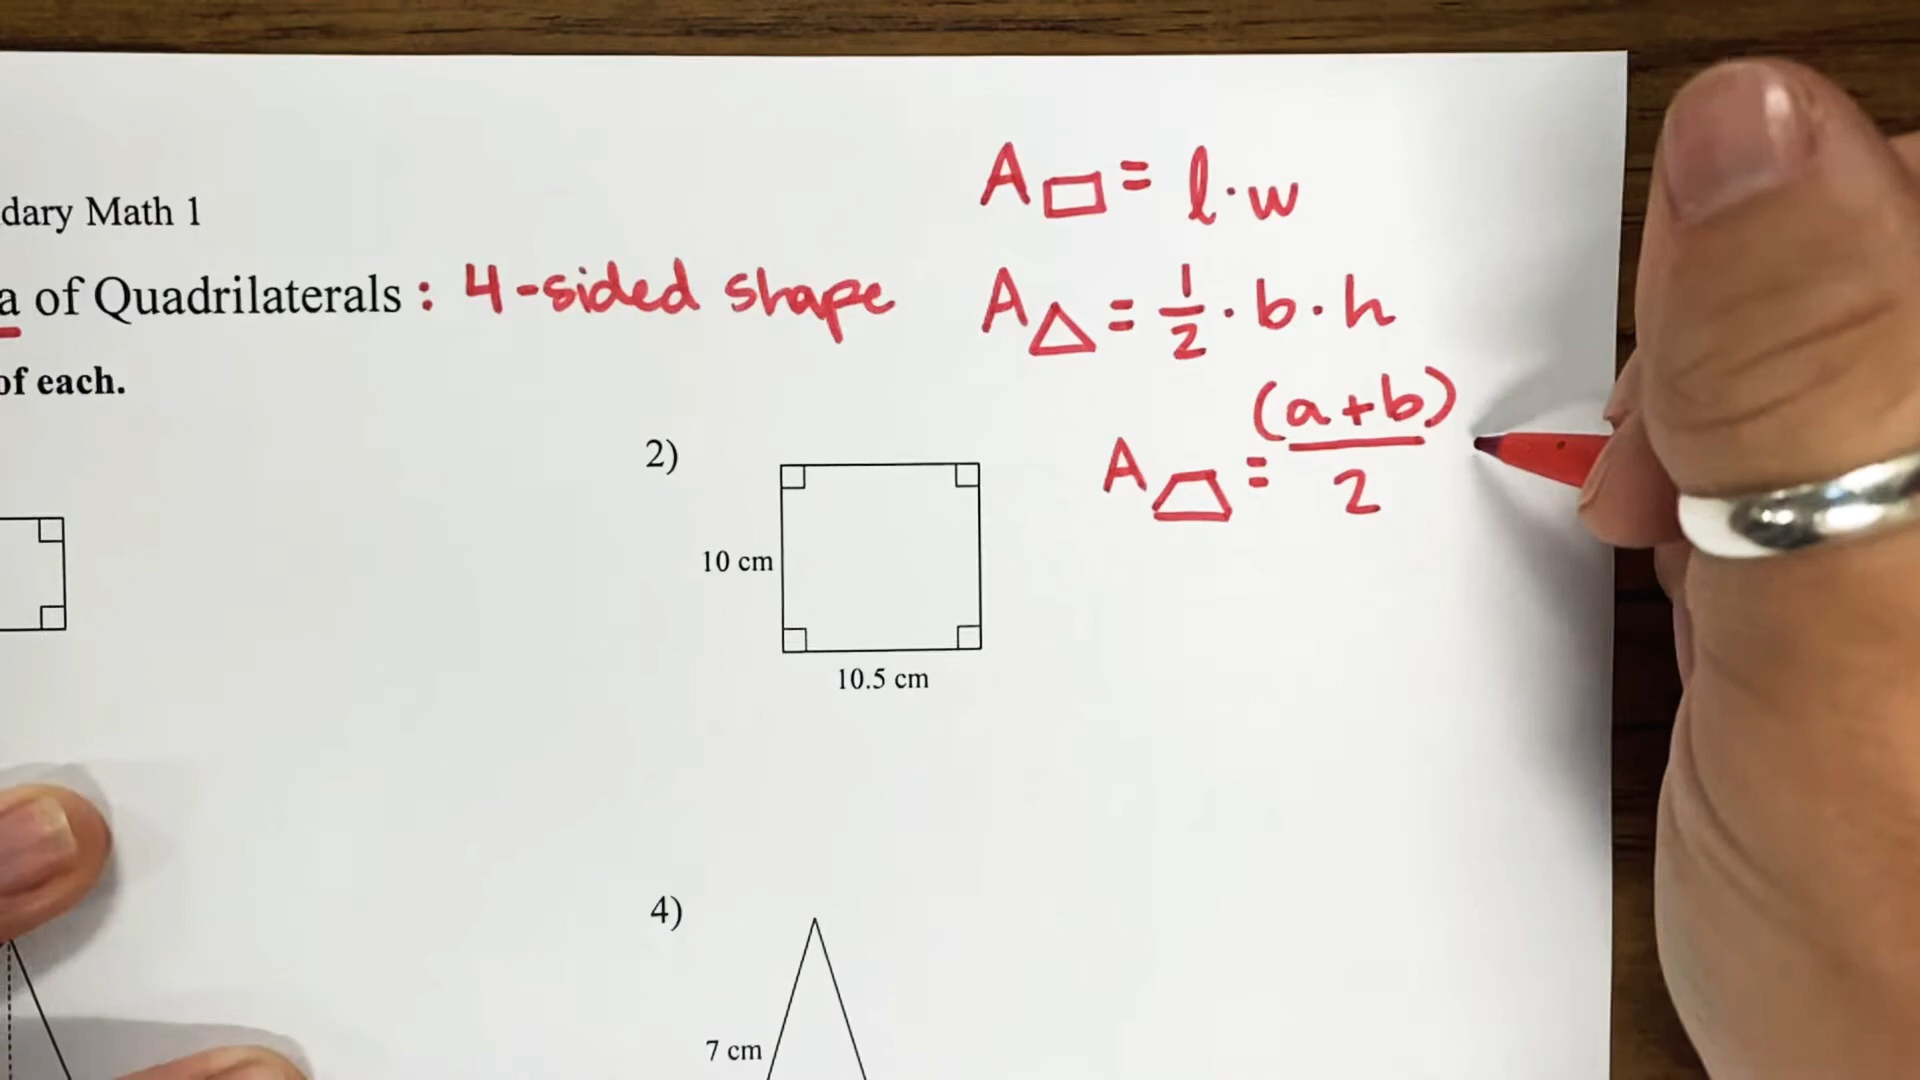 dary Math 1
a of Quadrilaterals : 4-sided shape
of each.
A▭ = l·w
A△ = 1/2 · b · h
A⏢ = (a+b)/2
2)
10 cm
10.5 cm
4)
7 cm